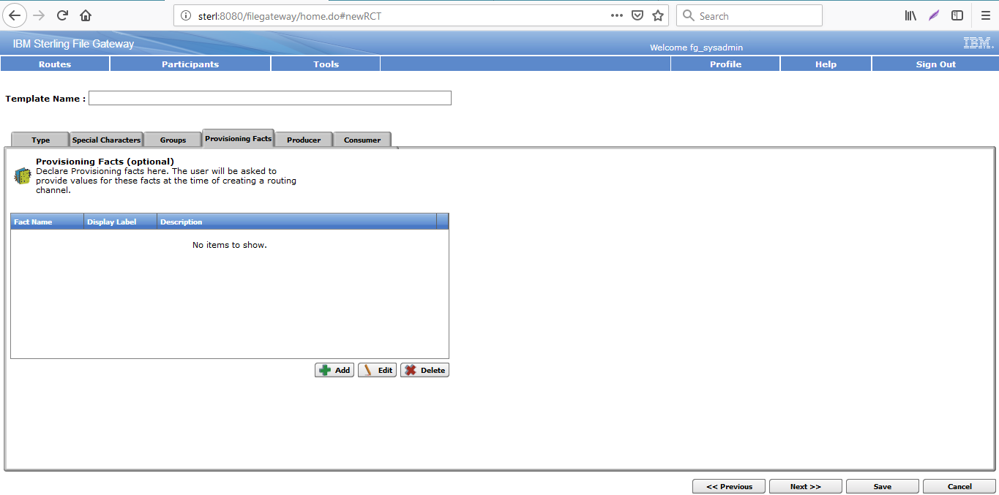 sterl:8080/filegateway/home.do#newRCT
Search
IBM Sterling File Gateway
Welcome fg_sysadmin
IBM.
Routes Participants Tools Profile Help Sign Out
Template Name :
Type Special Characters Groups Provisioning Facts Producer Consumer
Provisioning Facts (optional)
Declare Provisioning facts here. The user will be asked to
provide values for these facts at the time of creating a routing
channel.
Fact Name Display Label Description
No items to show.
Add Edit Delete
<< Previous Next >> Save Cancel